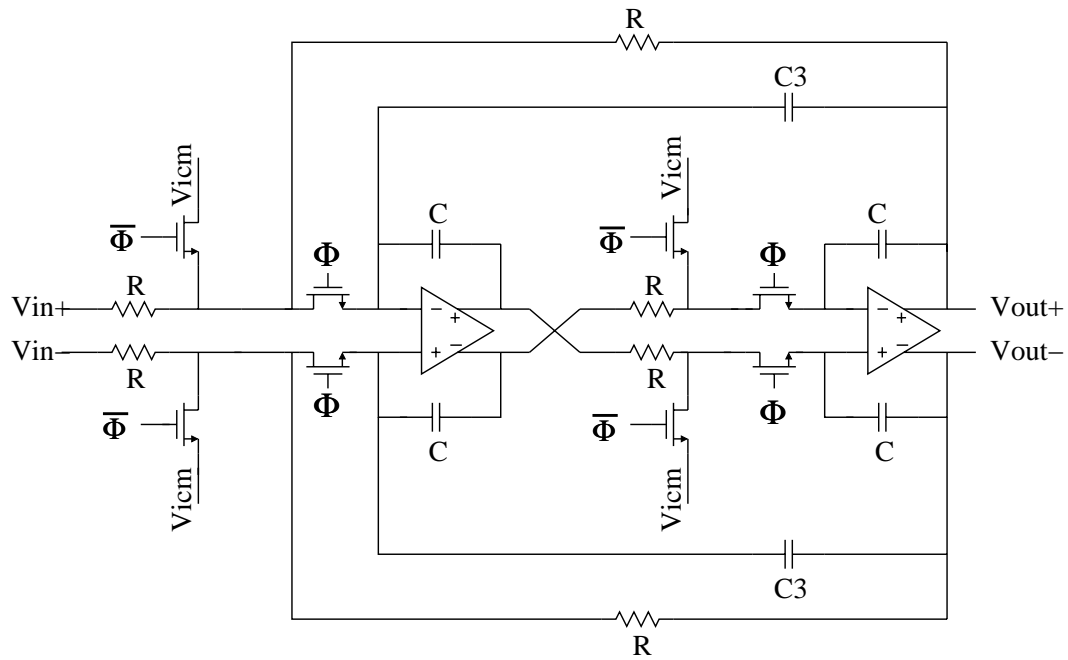 R
C3
Vicm
Vicm
C
C
Φ̅
Φ̅
Φ
Φ
R
R
Vin+
− +
− +
Vout+
Vin−
+ −
+ −
Vout−
R
R
Φ
Φ
Φ̅
Φ̅
C
C
Vicm
Vicm
C3
R